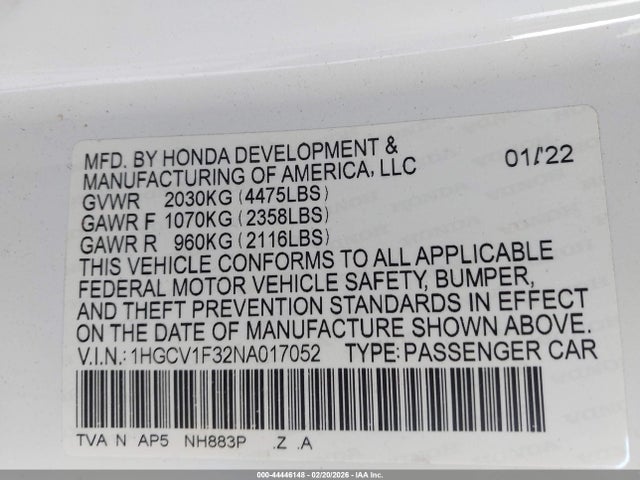 MFD. BY HONDA DEVELOPMENT & 01/'22
MANUFACTURING OF AMERICA, LLC
GVWR 2030KG (4475LBS)
GAWR F 1070KG (2358LBS)
GAWR R 960KG (2116LBS)
THIS VEHICLE CONFORMS TO ALL APPLICABLE
FEDERAL MOTOR VEHICLE SAFETY, BUMPER,
AND THEFT PREVENTION STANDARDS IN EFFECT
ON THE DATE OF MANUFACTURE SHOWN ABOVE.
V.I.N.: 1HGCV1F32NA017052 TYPE: PASSENGER CAR
TVA N AP5 NH883P .Z .A
000-44446148 - 02/20/2026 - IAA Inc.